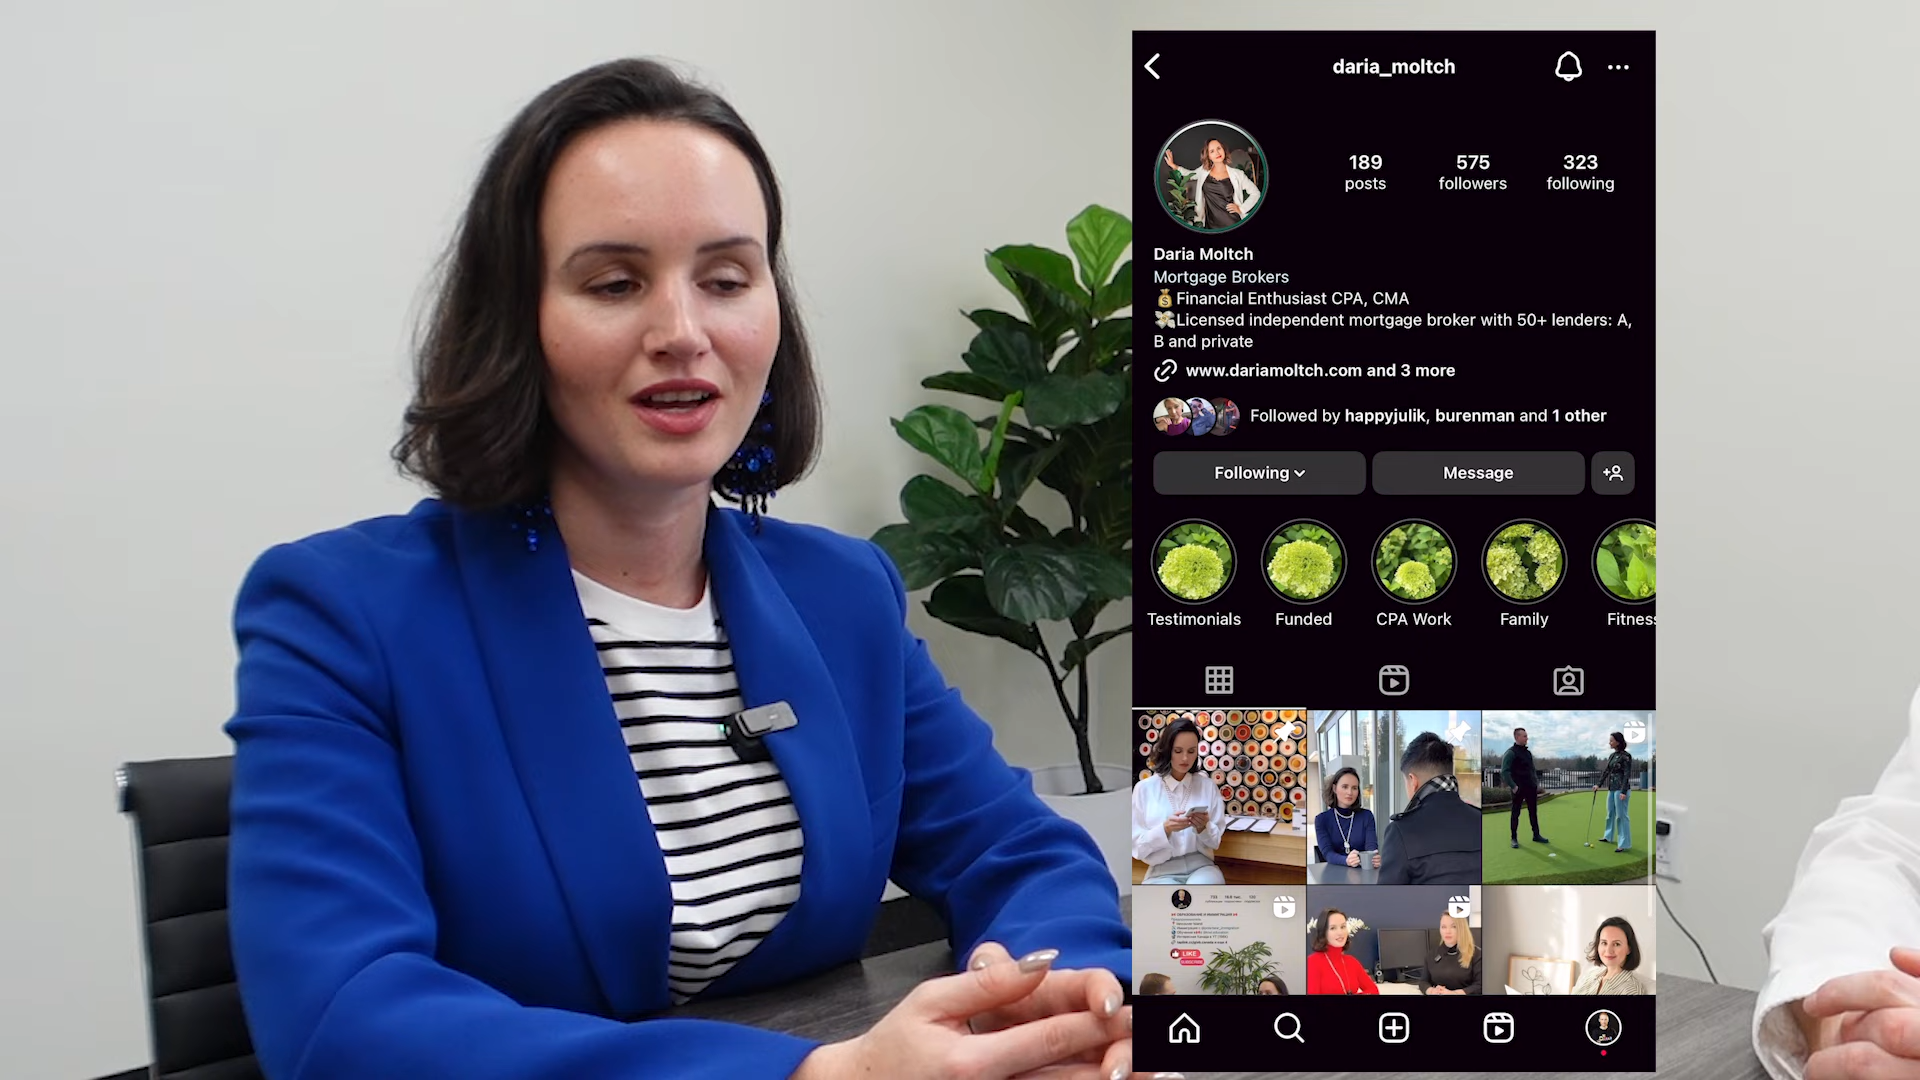 daria_moltch
189
posts
575
followers
323
following
Daria Moltch
Mortgage Brokers
💰Financial Enthusiast CPA, CMA
💸Licensed independent mortgage broker with 50+ lenders: A,
B and private
www.dariamoltch.com and 3 more
Followed by happyjulik, burenman and 1 other
Following
Message
Testimonials
Funded
CPA Work
Family
Fitness
LIKE
SUBSCRIBE